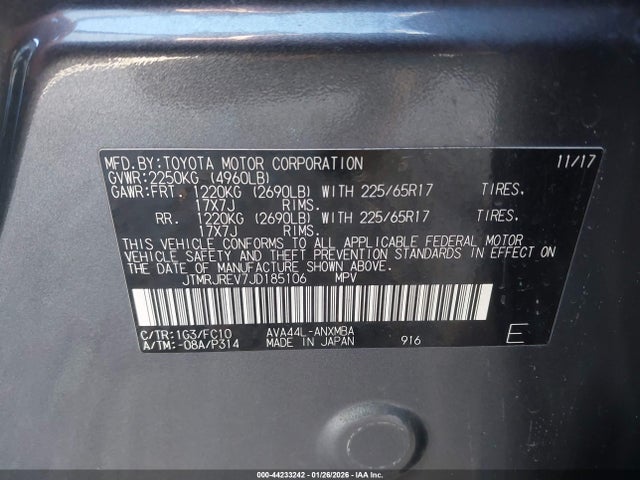 MFD.BY:TOYOTA MOTOR CORPORATION 11/17
GVWR:2250KG (4960LB)
GAWR:FRT. 1220KG (2690LB) WITH 225/65R17 TIRES.
17X7J RIMS.
RR. 1220KG (2690LB) WITH 225/65R17 TIRES.
17X7J RIMS.
THIS VEHICLE CONFORMS TO ALL APPLICABLE FEDERAL MOTOR
VEHICLE SAFETY AND THEFT PREVENTION STANDARDS IN EFFECT ON
THE DATE OF MANUFACTURE SHOWN ABOVE.
JTMRJREV7JD185106 MPV
C/TR:1G3/FC10 AVA44L-ANXMBA
A/TM:-08A/P314 MADE IN JAPAN 916 E
000-44233242 - 01/26/2026 - IAA Holdings, LLC